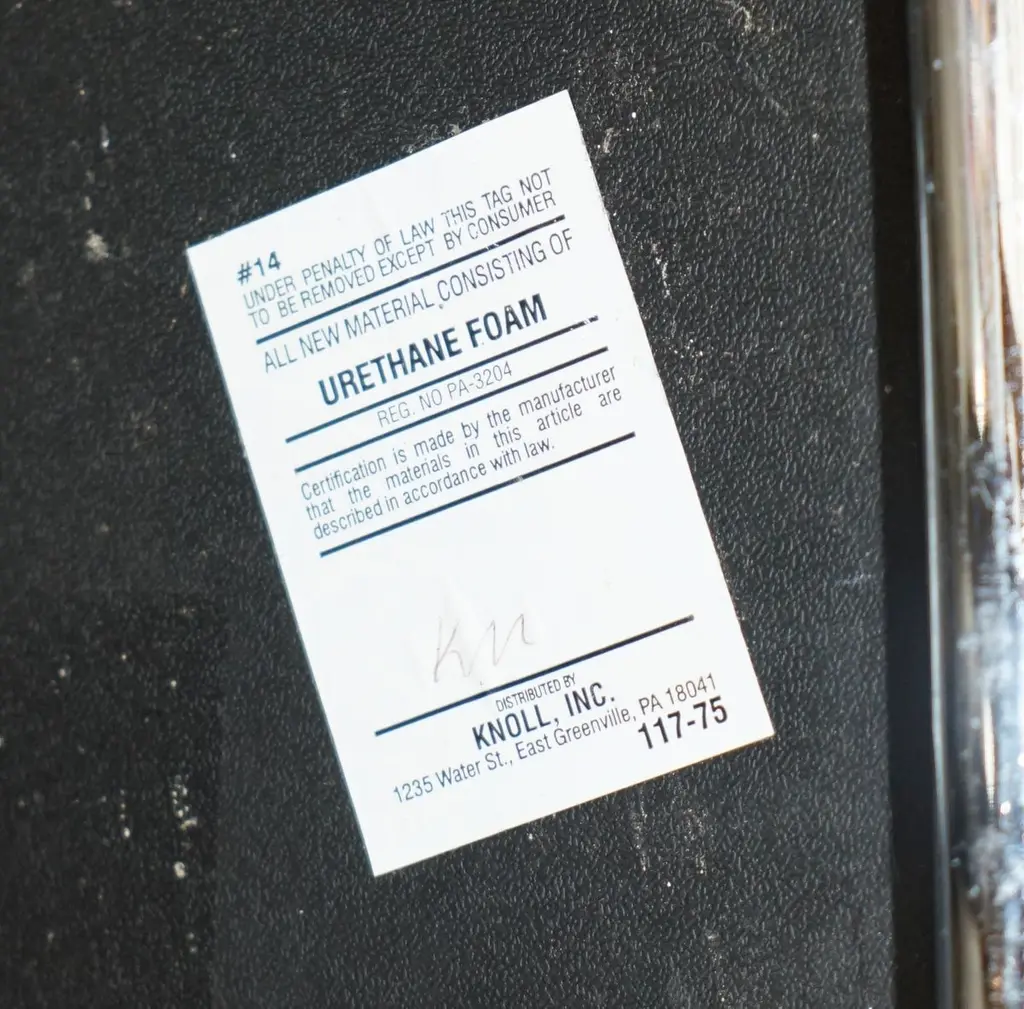 #14
UNDER PENALTY OF LAW THIS TAG NOT
TO BE REMOVED EXCEPT BY CONSUMER
ALL NEW MATERIAL CONSISTING OF
URETHANE FOAM
REG. NO PA-3204
Certification is made by the manufacturer
that the materials in this article are
described in accordance with law.
DISTRIBUTED BY
KNOLL, INC.
1235 Water St., East Greenville, PA 18041
117-75